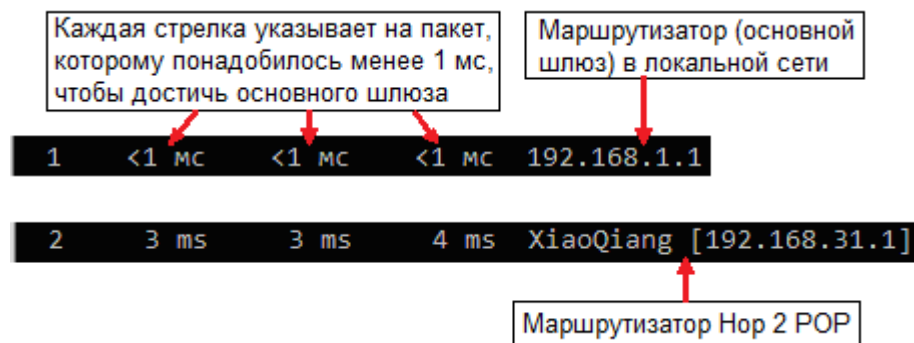 Каждая стрелка указывает на пакет,
которому понадобилось менее 1 мс,
чтобы достичь основного шлюза
Маршрутизатор (основной
шлюз) в локальной сети
1 <1 мс <1 мс <1 мс 192.168.1.1
2 3 ms 3 ms 4 ms XiaoQiang [192.168.31.1]
Маршрутизатор Hop 2 POP